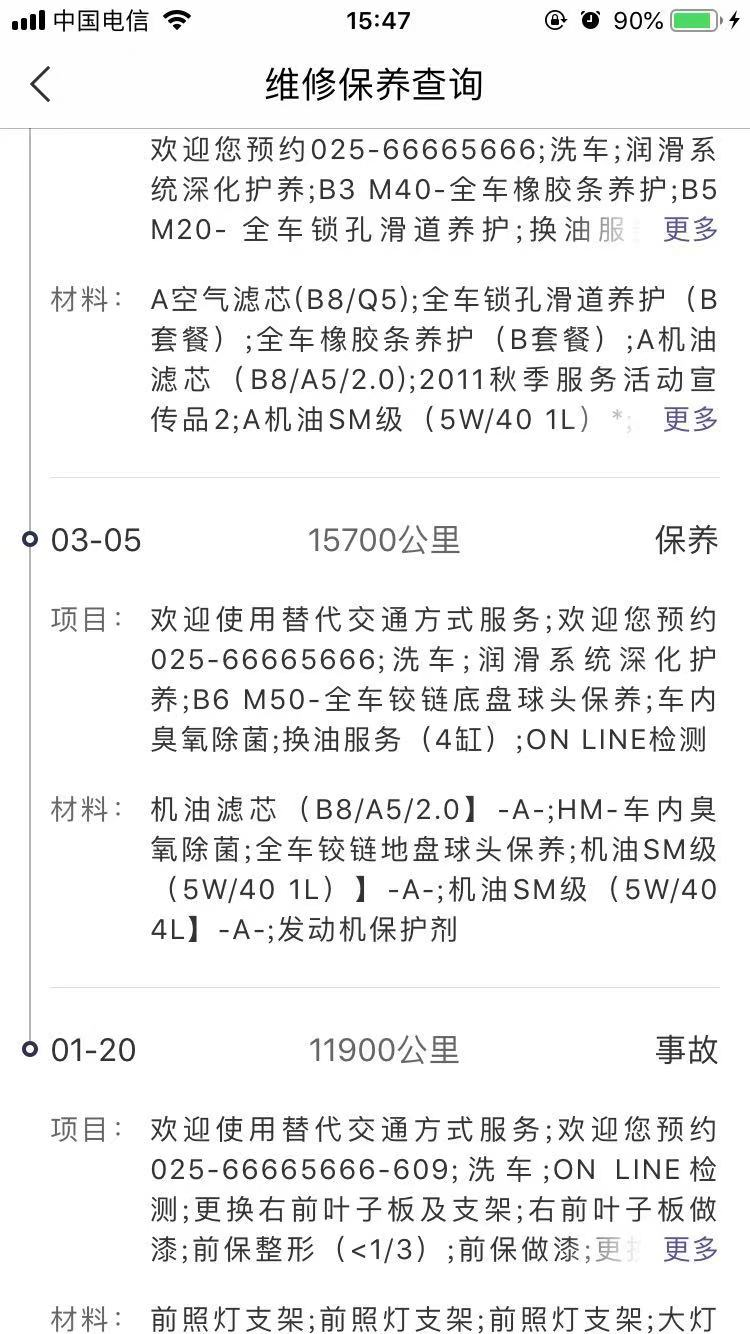 中国电信 15:47 90%
维修保养查询
欢迎您预约025-66665666;洗车;润滑系
统深化护养;B3 M40-全车橡胶条养护;B5
M20- 全车锁孔滑道养护;换油服 更多
材料： A空气滤芯(B8/Q5);全车锁孔滑道养护（B
套餐）;全车橡胶条养护（B套餐）;A机油
滤芯（B8/A5/2.0);2011秋季服务活动宣
传品2;A机油SM级（5W/40 1L）*; 更多
03-05 15700公里 保养
项目： 欢迎使用替代交通方式服务;欢迎您预约
025-66665666;洗车;润滑系统深化护
养;B6 M50-全车铰链底盘球头保养;车内
臭氧除菌;换油服务（4缸）;ON LINE检测
材料： 机油滤芯（B8/A5/2.0】-A-;HM-车内臭
氧除菌;全车铰链地盘球头保养;机油SM级
（5W/40 1L）】-A-;机油SM级（5W/40
4L】-A-;发动机保护剂
01-20 11900公里 事故
项目： 欢迎使用替代交通方式服务;欢迎您预约
025-66665666-609;洗车;ON LINE检
测;更换右前叶子板及支架;右前叶子板做
漆;前保整形（<1/3）;前保做漆;更 更多
材料： 前照灯支架;前照灯支架;前照灯支架;大灯